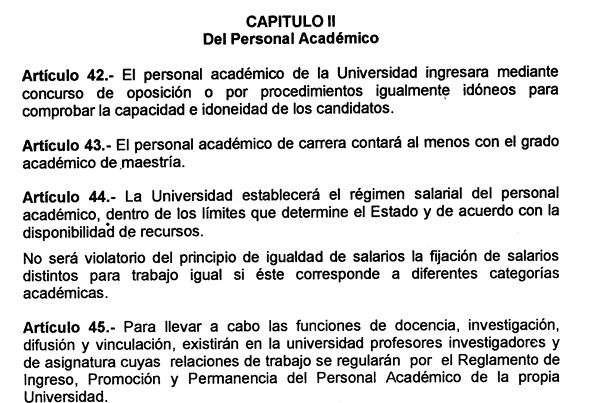 CAPITULO II
Del Personal Académico
Artículo 42.- El personal académico de la Universidad ingresara mediante
concurso de oposición o por procedimientos igualmente idóneos para
comprobar la capacidad e idoneidad de los candidatos.
Artículo 43.- El personal académico de carrera contará al menos con el grado
académico de maestría.
Artículo 44.- La Universidad establecerá el régimen salarial del personal
académico, dentro de los límites que determine el Estado y de acuerdo con la
disponibilidad de recursos.
No será violatorio del principio de igualdad de salarios la fijación de salarios
distintos para trabajo igual si éste corresponde a diferentes categorías
académicas.
Artículo 45.- Para llevar a cabo las funciones de docencia, investigación,
difusión y vinculación, existirán en la universidad profesores investigadores y
de asignatura cuyas relaciones de trabajo se regularán por el Reglamento de
Ingreso, Promoción y Permanencia del Personal Académico de la propia
Universidad.